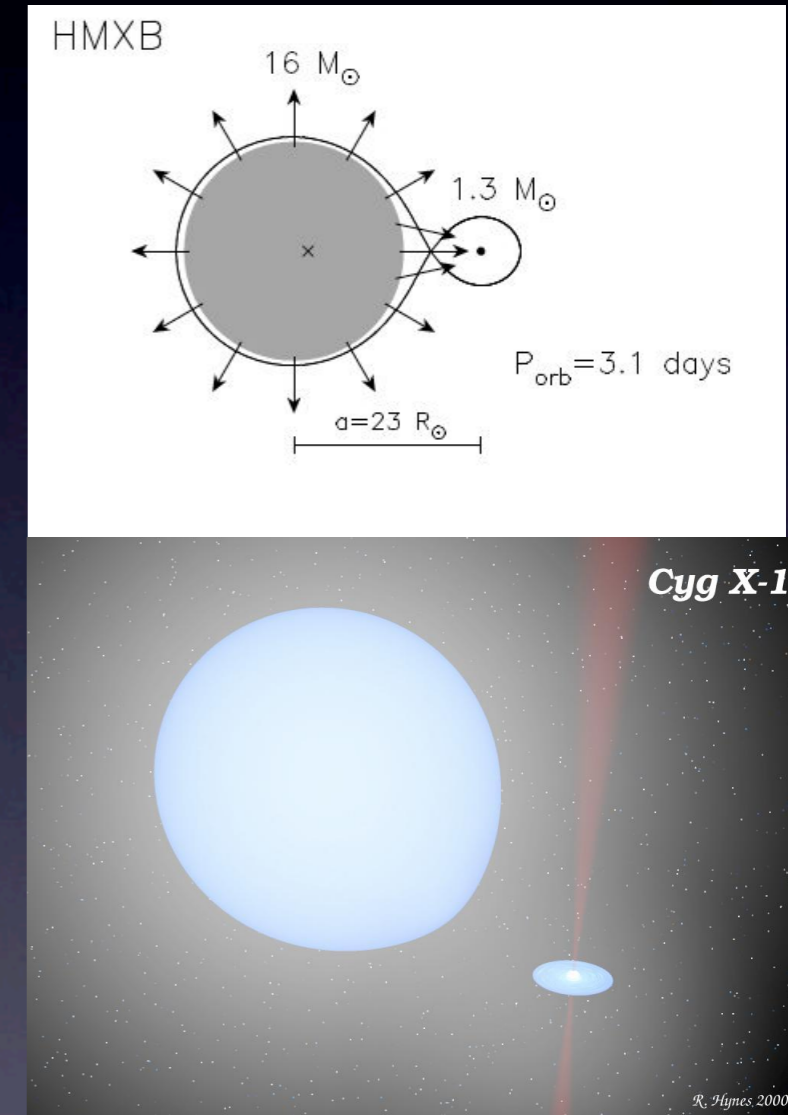 HMXB
16 M☉
1.3 M☉
P_orb=3.1 days
a=23 R☉
Cyg X-1
R. Hynes 2000